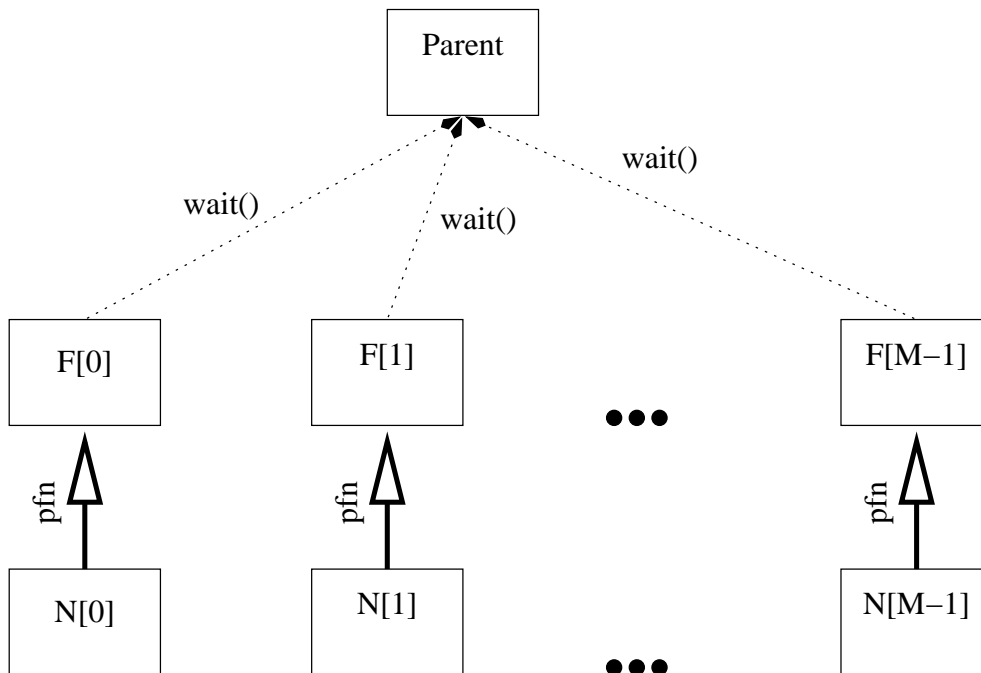 Parent
wait()
wait()
wait()
F[0]
F[1]
F[M−1]
pfn
pfn
pfn
N[0]
N[1]
N[M−1]